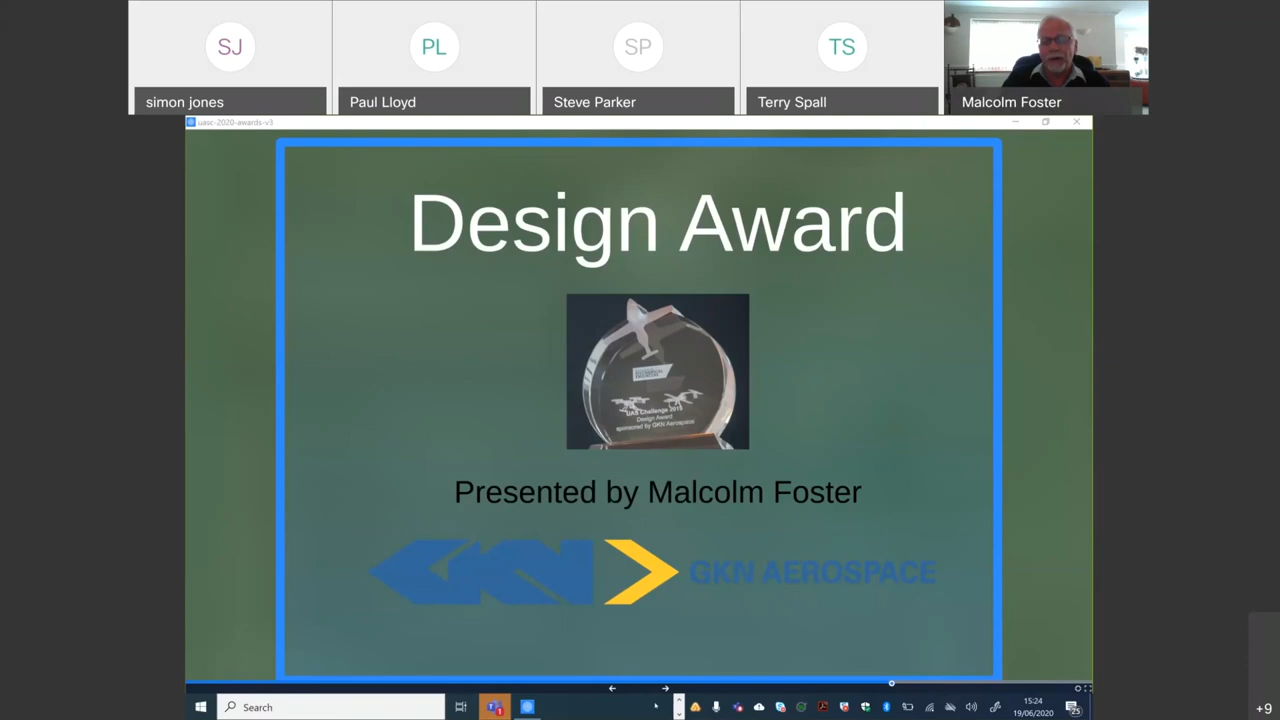 SJ
PL
SP
TS
simon jones
Paul Lloyd
Steve Parker
Terry Spall
Malcolm Foster
uasc-2020-awards-v3
Design Award
UAS Challenge 2019
Design Award
sponsored by GKN Aerospace
Presented by Malcolm Foster
GKN
GKN AEROSPACE
Search
15:24
19/06/2020
25
+9